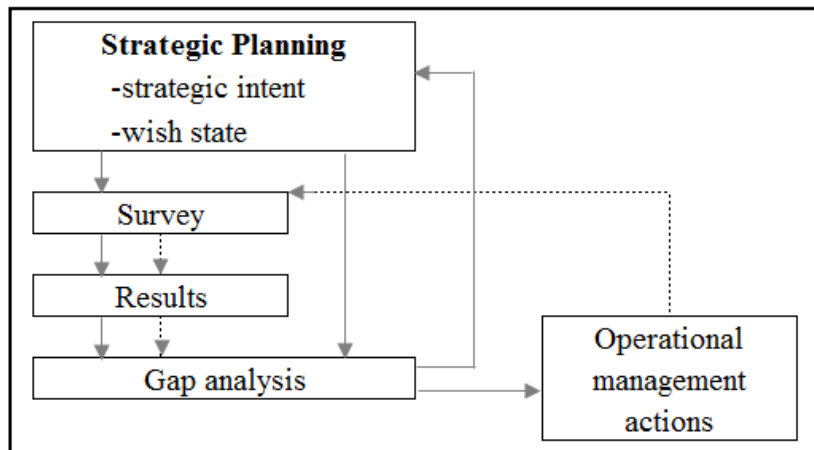 Strategic Planning
-strategic intent
-wish state
Survey
Results
Gap analysis
Operational
management
actions